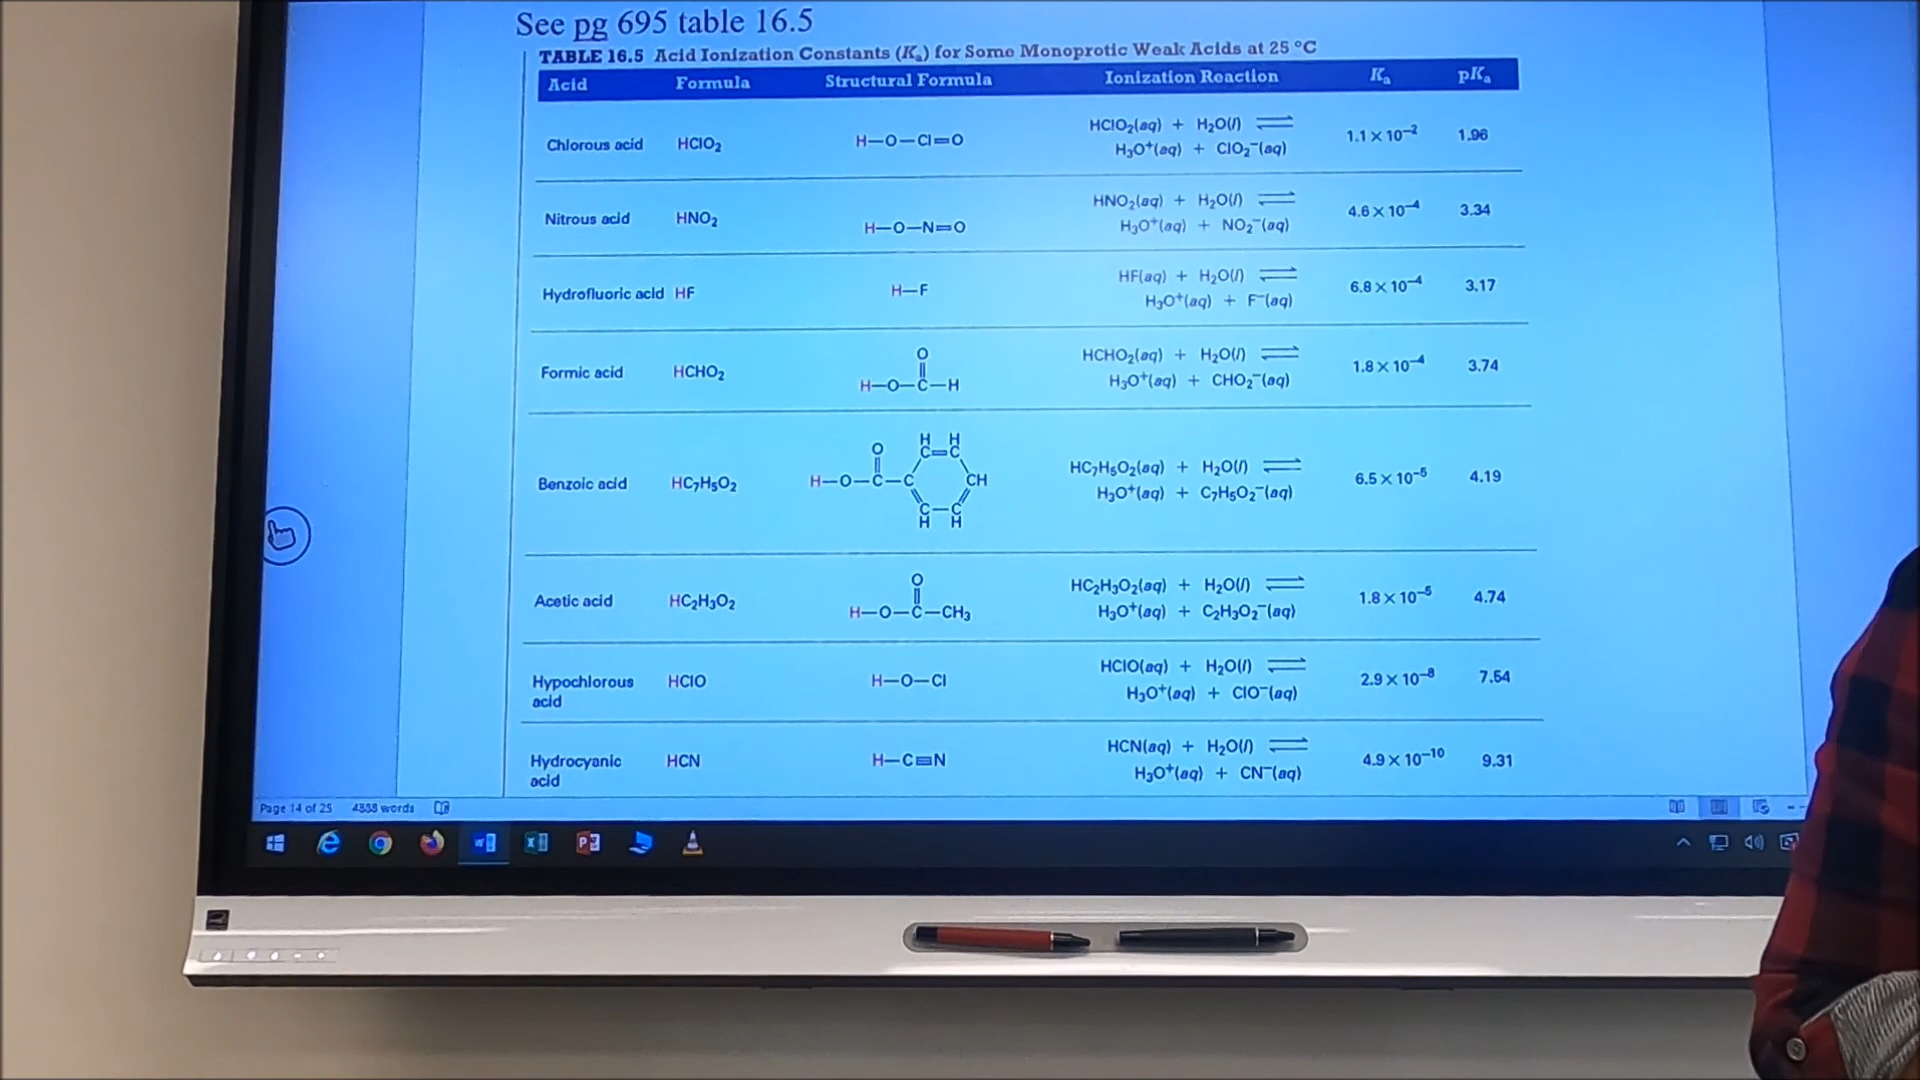 See pg 695 table 16.5
TABLE 16.5 Acid Ionization Constants (Kₐ) for Some Monoprotic Weak Acids at 25 °C
Acid Formula Structural Formula Ionization Reaction Kₐ pKₐ
Chlorous acid HClO₂ H—O—Cl=O HClO₂(aq) + H₂O(l) ⇌ 1.1 × 10⁻² 1.96
H₃O⁺(aq) + ClO₂⁻(aq)
Nitrous acid HNO₂ H—O—N=O HNO₂(aq) + H₂O(l) ⇌ 4.6 × 10⁻⁴ 3.34
H₃O⁺(aq) + NO₂⁻(aq)
Hydrofluoric acid HF H—F HF(aq) + H₂O(l) ⇌ 6.8 × 10⁻⁴ 3.17
H₃O⁺(aq) + F⁻(aq)
O
Formic acid HCHO₂ H—O—C—H HCHO₂(aq) + H₂O(l) ⇌ 1.8 × 10⁻⁴ 3.74
H₃O⁺(aq) + CHO₂⁻(aq)
H H
O C=C
Benzoic acid HC₇H₅O₂ H—O—C—C CH HC₇H₅O₂(aq) + H₂O(l) ⇌ 6.5 × 10⁻⁵ 4.19
H₃O⁺(aq) + C₇H₅O₂⁻(aq)
C—C
H H
O
Acetic acid HC₂H₃O₂ H—O—C—CH₃ HC₂H₃O₂(aq) + H₂O(l) ⇌ 1.8 × 10⁻⁵ 4.74
H₃O⁺(aq) + C₂H₃O₂⁻(aq)
Hypochlorous HClO H—O—Cl HClO(aq) + H₂O(l) ⇌ 2.9 × 10⁻⁸ 7.54
acid H₃O⁺(aq) + ClO⁻(aq)
Hydrocyanic HCN H—C≡N HCN(aq) + H₂O(l) ⇌ 4.9 × 10⁻¹⁰ 9.31
acid H₃O⁺(aq) + CN⁻(aq)
Page 14 of 25 words